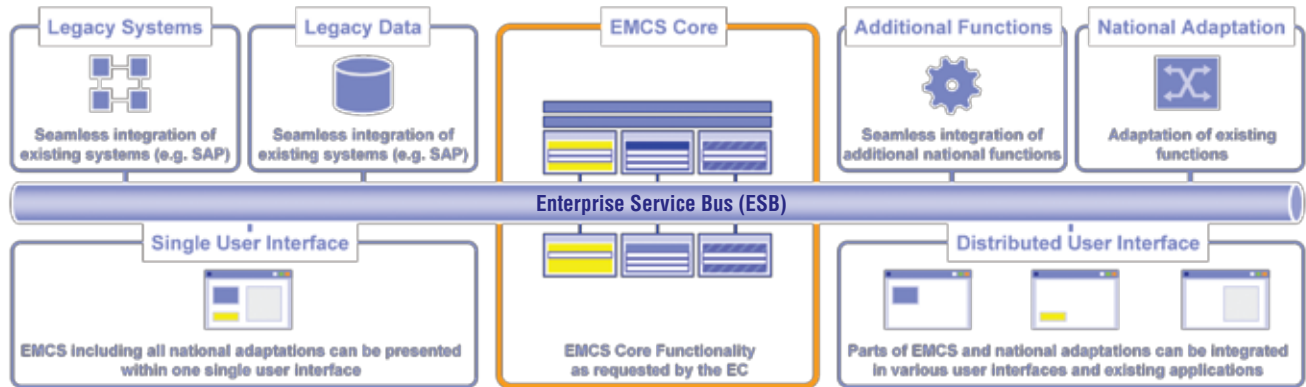 Legacy Systems
Seamless integration of
existing systems (e.g. SAP)
Legacy Data
Seamless integration of
existing systems (e.g. SAP)
EMCS Core
Additional Functions
Seamless integration of
additional national functions
National Adaptation
Adaptation of existing
functions
Enterprise Service Bus (ESB)
Single User Interface
EMCS including all national adaptations can be presented
within one single user interface
EMCS Core Functionality
as requested by the EC
Distributed User Interface
Parts of EMCS and national adaptations can be integrated
in various user interfaces and existing applications